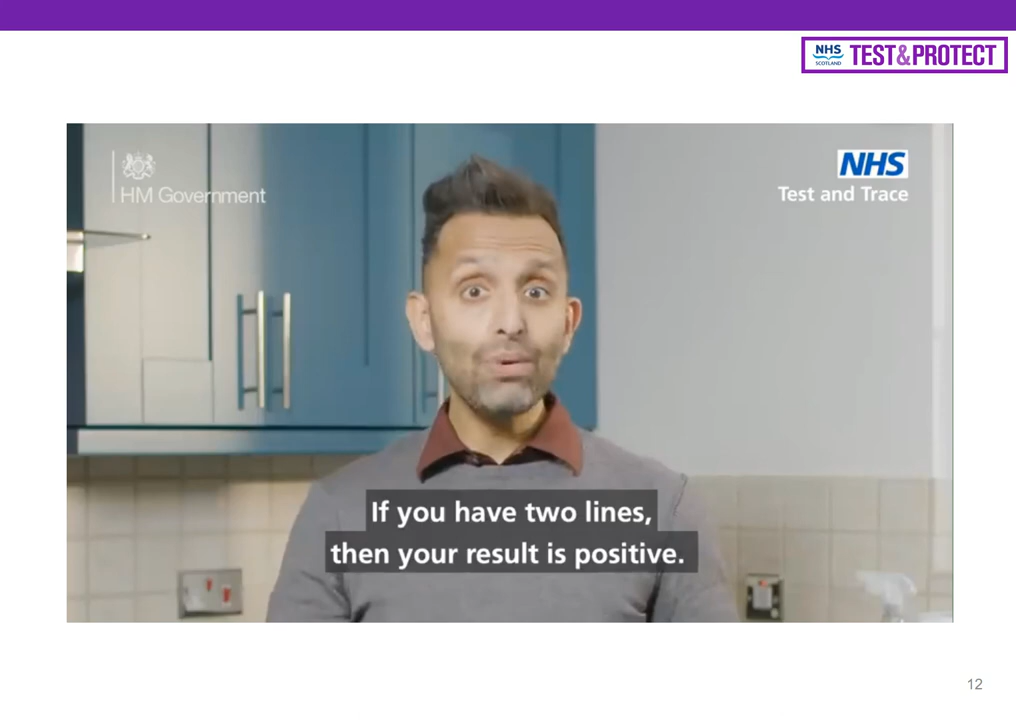 NHS
SCOTLAND
TEST&PROTECT
HM Government
NHS
Test and Trace
If you have two lines,
then your result is positive.
12